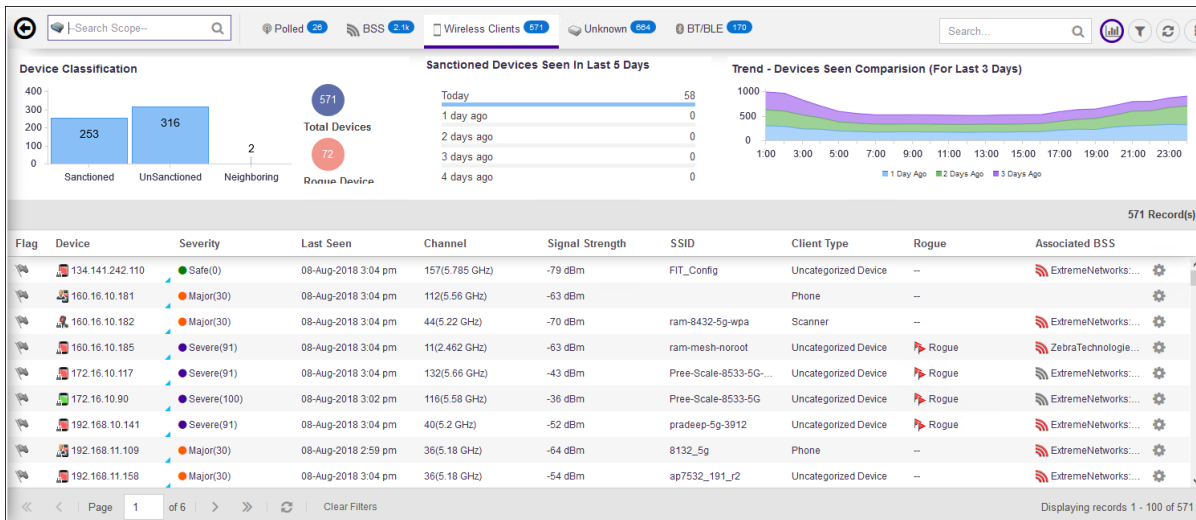 --Search Scope--
Polled 26 BSS 2.1k Wireless Clients 571 Unknown 664 BT/BLE 170
Search...
Device Classification
400
300
200
100
0
253
316
2
Sanctioned UnSanctioned Neighboring
571
Total Devices
72
Rogue Device
Sanctioned Devices Seen In Last 5 Days
Today 58
1 day ago 0
2 days ago 0
3 days ago 0
4 days ago 0
Trend - Devices Seen Comparision (For Last 3 Days)
1000
500
0
1:00 3:00 5:00 7:00 9:00 11:00 13:00 15:00 17:00 19:00 21:00 23:00
1 Day Ago 2 Days Ago 3 Days Ago
571 Record(s)
Flag Device Severity Last Seen Channel Signal Strength SSID Client Type Rogue Associated BSS
134.141.242.110 Safe(0) 08-Aug-2018 3:04 pm 157(5.785 GHz) -79 dBm FIT_Config Uncategorized Device -- ExtremeNetworks:...
160.16.10.181 Major(30) 08-Aug-2018 3:04 pm 112(5.56 GHz) -63 dBm Phone --
160.16.10.182 Major(30) 08-Aug-2018 3:04 pm 44(5.22 GHz) -70 dBm ram-8432-5g-wpa Scanner -- ExtremeNetworks:...
160.16.10.185 Severe(91) 08-Aug-2018 3:04 pm 11(2.462 GHz) -63 dBm ram-mesh-noroot Uncategorized Device Rogue ZebraTechnologie...
172.16.10.117 Severe(91) 08-Aug-2018 3:04 pm 132(5.66 GHz) -43 dBm Pree-Scale-8533-5G-... Uncategorized Device Rogue ExtremeNetworks:...
172.16.10.90 Severe(100) 08-Aug-2018 3:02 pm 116(5.58 GHz) -36 dBm Pree-Scale-8533-5G Uncategorized Device Rogue ExtremeNetworks:...
192.168.10.141 Severe(91) 08-Aug-2018 3:04 pm 40(5.2 GHz) -52 dBm pradeep-5g-3912 Uncategorized Device Rogue ExtremeNetworks:...
192.168.11.109 Major(30) 08-Aug-2018 2:59 pm 36(5.18 GHz) -64 dBm 8132_5g Phone -- ExtremeNetworks:...
192.168.11.158 Major(30) 08-Aug-2018 3:04 pm 36(5.18 GHz) -54 dBm ap7532_191_r2 Uncategorized Device -- ExtremeNetworks:...
Page 1 of 6 Clear Filters Displaying records 1 - 100 of 571